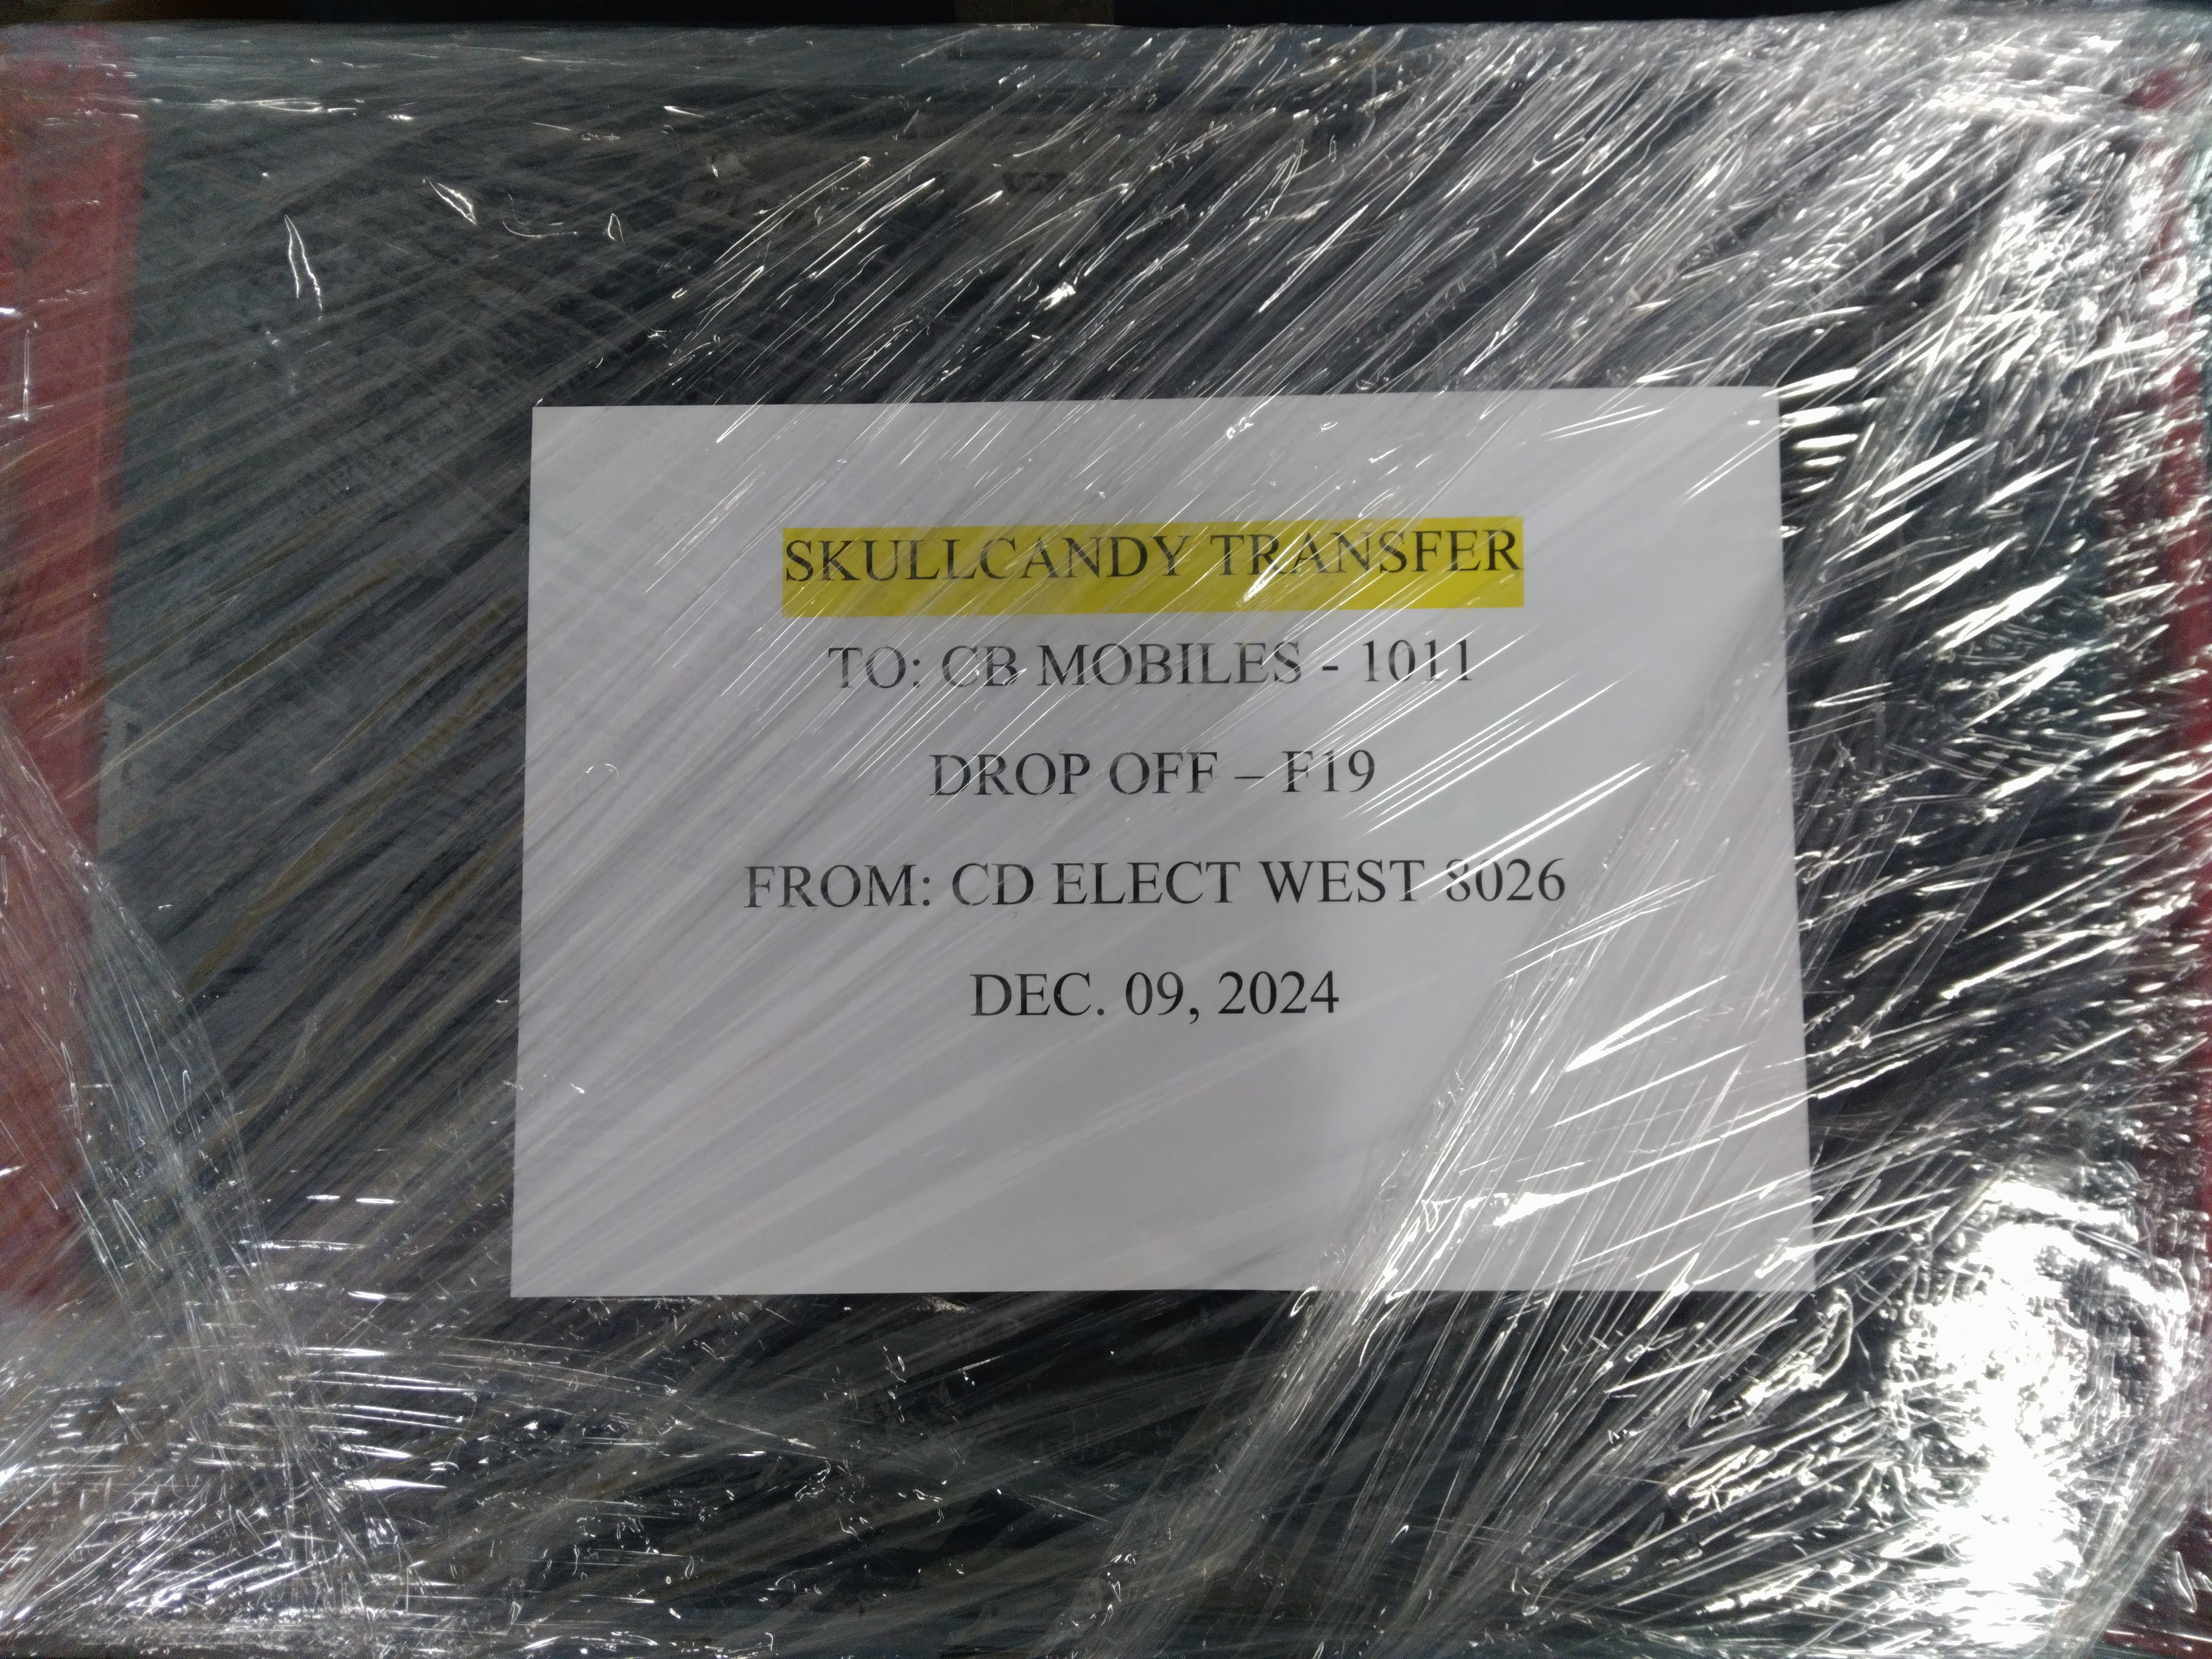 SKULLCANDY TRANSFER
TO: CB MOBILES - 1011
DROP OFF – F19
FROM: CD ELECT WEST 8026
DEC. 09, 2024